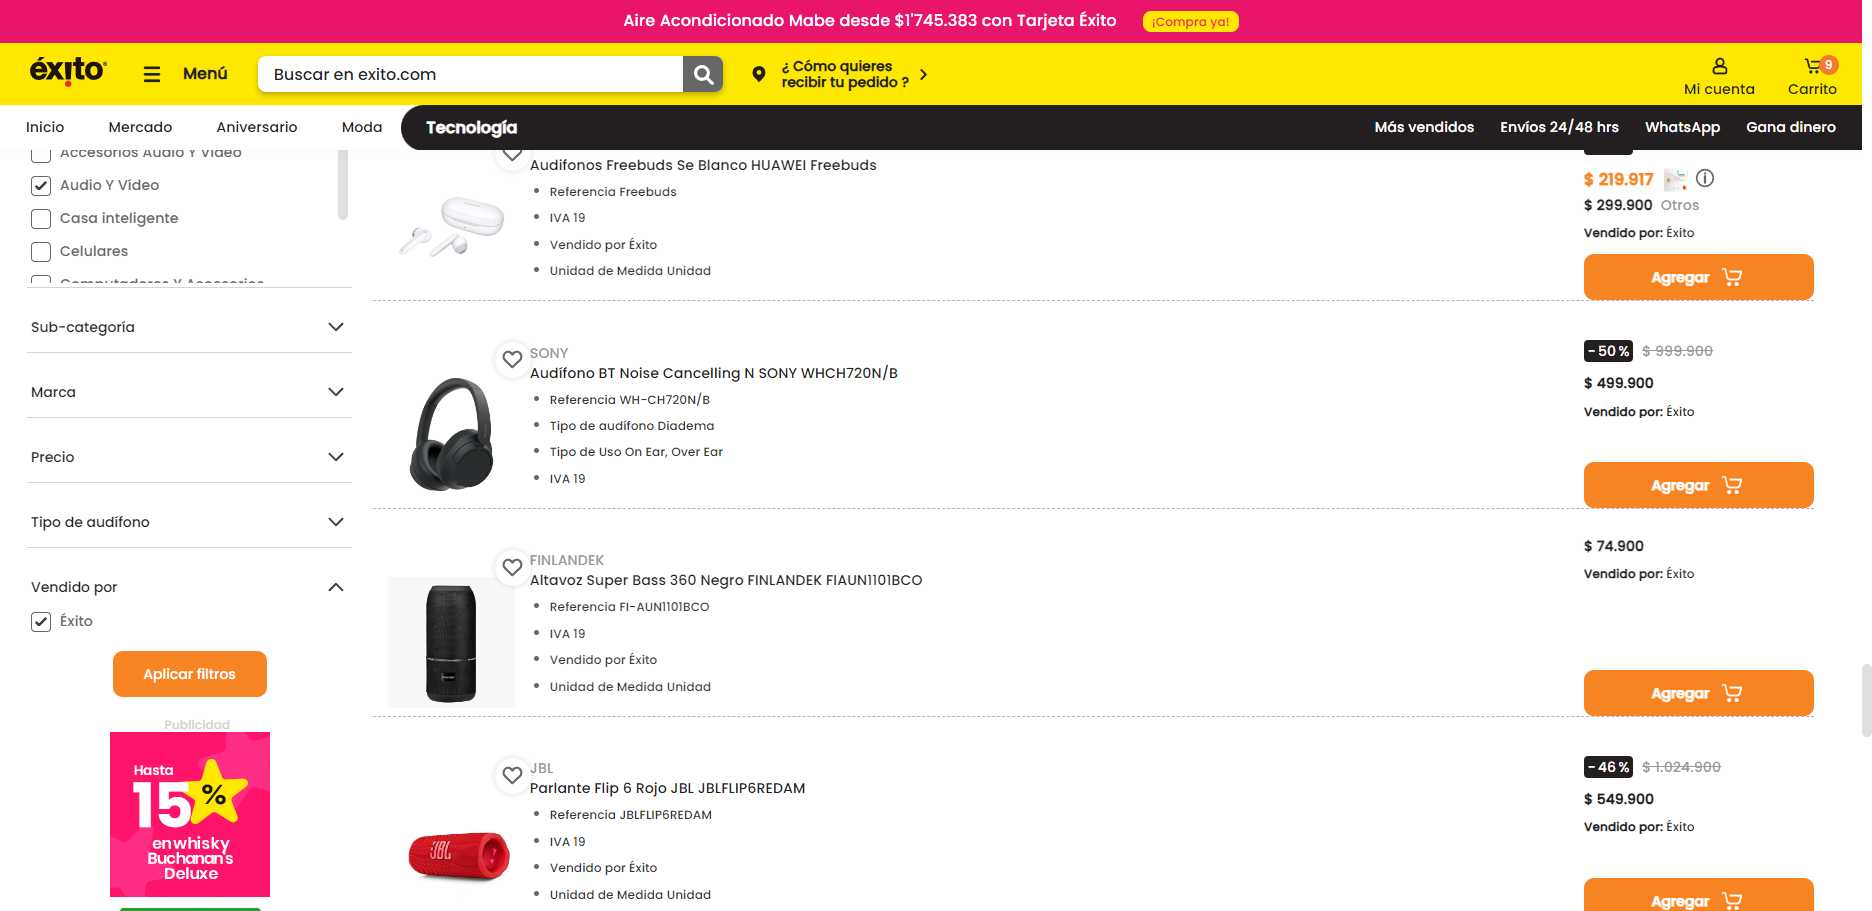 Aire Acondicionado Mabe desde $1'745.383 con Tarjeta Éxito ¡Compra ya!
éxito
Menú
Buscar en exito.com
¿ Cómo quieres
recibir tu pedido ?
Mi cuenta
9
Carrito
Inicio Mercado Aniversario Moda Tecnología Más vendidos Envíos 24/48 hrs WhatsApp Gana dinero
Accesorios Audio Y Video
Audio Y Vídeo
Casa inteligente
Celulares
Computadores Y Accesorios
Sub-categoría
Marca
Precio
Tipo de audífono
Vendido por
Éxito
Aplicar filtros
Publicidad
Hasta
15%
en whisky
Buchanan's
Deluxe
Audifonos Freebuds Se Blanco HUAWEI Freebuds
Referencia Freebuds
IVA 19
Vendido por Éxito
Unidad de Medida Unidad
$ 219.917
$ 299.900 Otros
Vendido por: Éxito
Agregar
SONY
Audífono BT Noise Cancelling N SONY WHCH720N/B
Referencia WH-CH720N/B
Tipo de audífono Diadema
Tipo de Uso On Ear, Over Ear
IVA 19
-50% $ 999.900
$ 499.900
Vendido por: Éxito
Agregar
FINLANDEK
Altavoz Super Bass 360 Negro FINLANDEK FIAUN1101BCO
Referencia FI-AUN1101BCO
IVA 19
Vendido por Éxito
Unidad de Medida Unidad
$ 74.900
Vendido por: Éxito
Agregar
JBL
Parlante Flip 6 Rojo JBL JBLFLIP6REDAM
Referencia JBLFLIP6REDAM
IVA 19
Vendido por Éxito
Unidad de Medida Unidad
JBL
-46% $ 1.024.900
$ 549.900
Vendido por: Éxito
Agregar